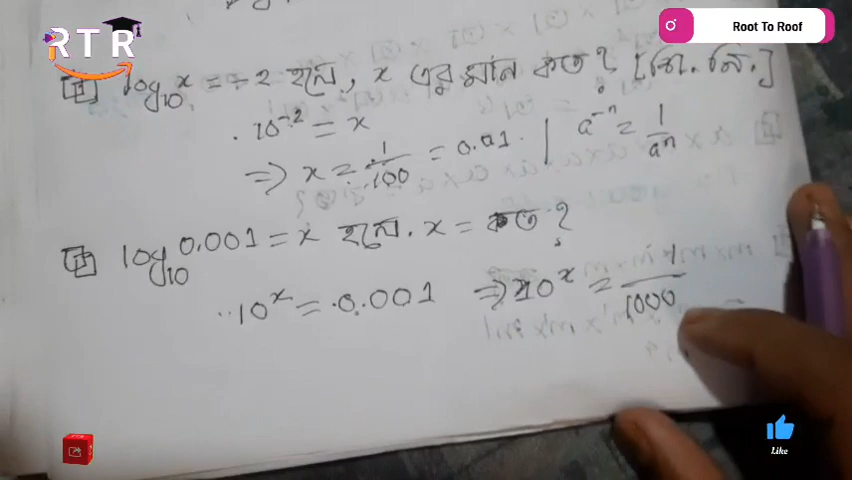 RTR
Root To Roof
log₁₀x = -2 হলে, x এর মান কত? [শি. নি.]
10⁻² = x
⇒ x = 1/100 = 0.01 | a⁻ⁿ = 1/aⁿ
log₁₀0.001 = x হলে. x = কত?
10ˣ = 0.001 ⇒ 10ˣ = 1/1000
Like